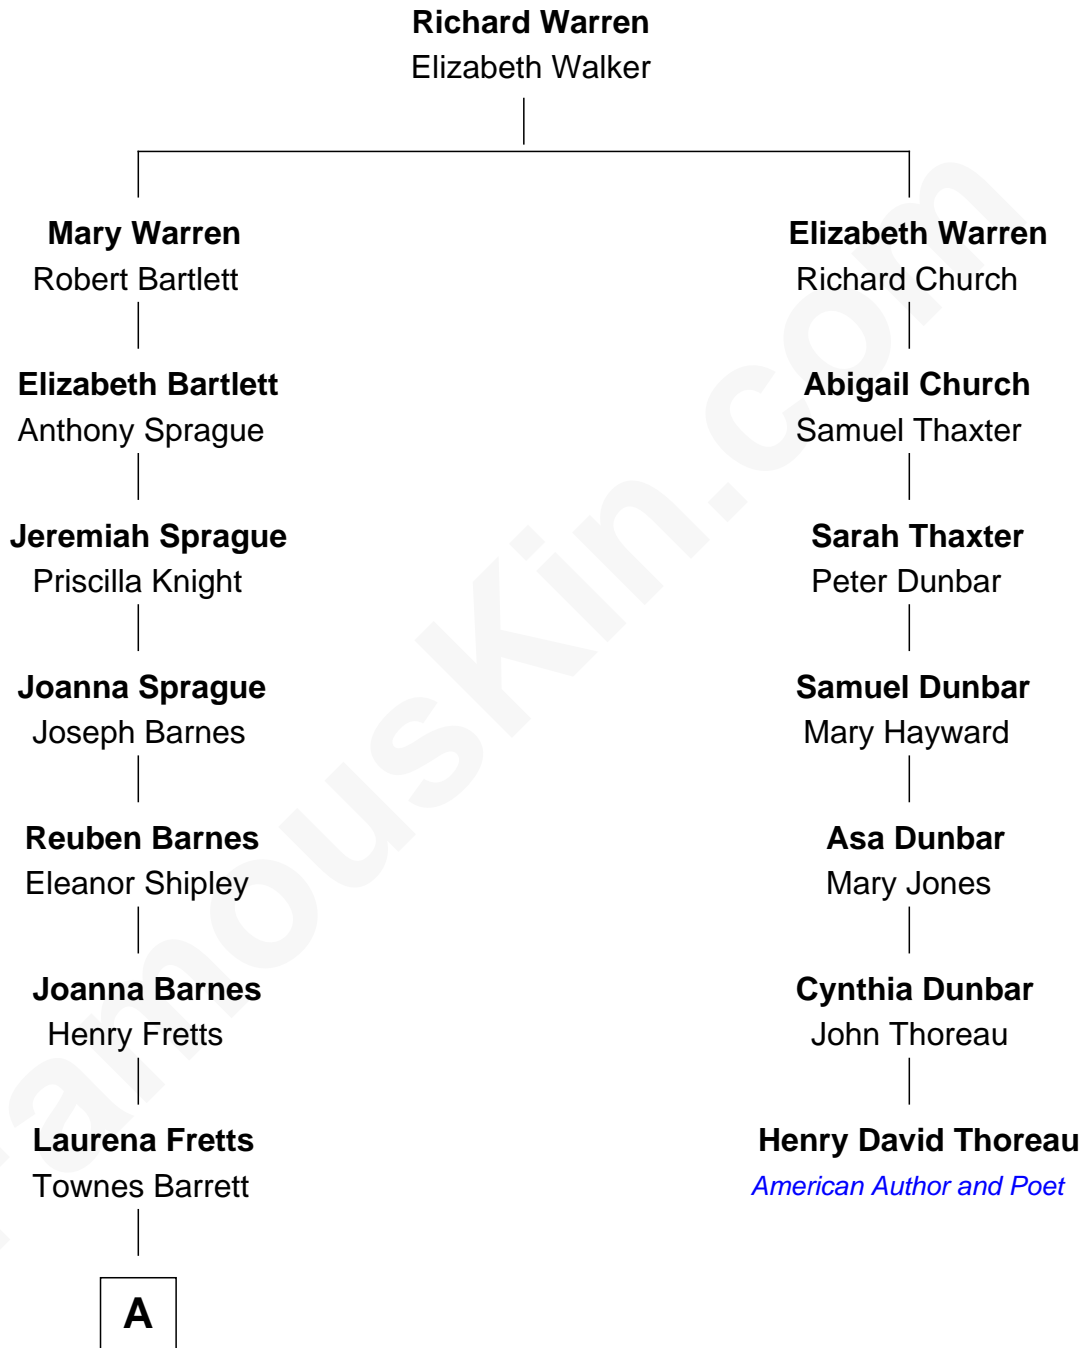 Richard Warren
Elizabeth Walker
Mary Warren
Robert Bartlett
Elizabeth Warren
Richard Church
Elizabeth Bartlett
Anthony Sprague
Abigail Church
Samuel Thaxter
Jeremiah Sprague
Priscilla Knight
Sarah Thaxter
Peter Dunbar
Joanna Sprague
Joseph Barnes
Samuel Dunbar
Mary Hayward
Reuben Barnes
Eleanor Shipley
Asa Dunbar
Mary Jones
Joanna Barnes
Henry Fretts
Cynthia Dunbar
John Thoreau
Laurena Fretts
Townes Barrett
Henry David Thoreau
American Author and Poet
A
FamousKin.com